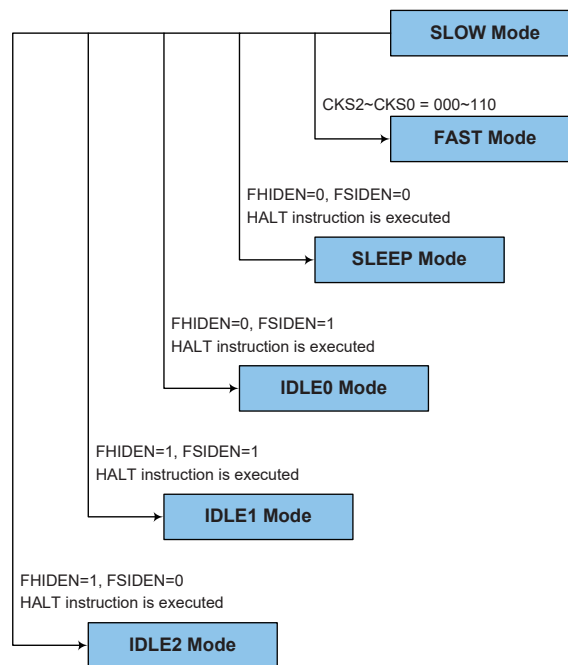 SLOW Mode
CKS2~CKS0 = 000~110
FAST Mode
FHIDEN=0, FSIDEN=0
HALT instruction is executed
SLEEP Mode
FHIDEN=0, FSIDEN=1
HALT instruction is executed
IDLE0 Mode
FHIDEN=1, FSIDEN=1
HALT instruction is executed
IDLE1 Mode
FHIDEN=1, FSIDEN=0
HALT instruction is executed
IDLE2 Mode